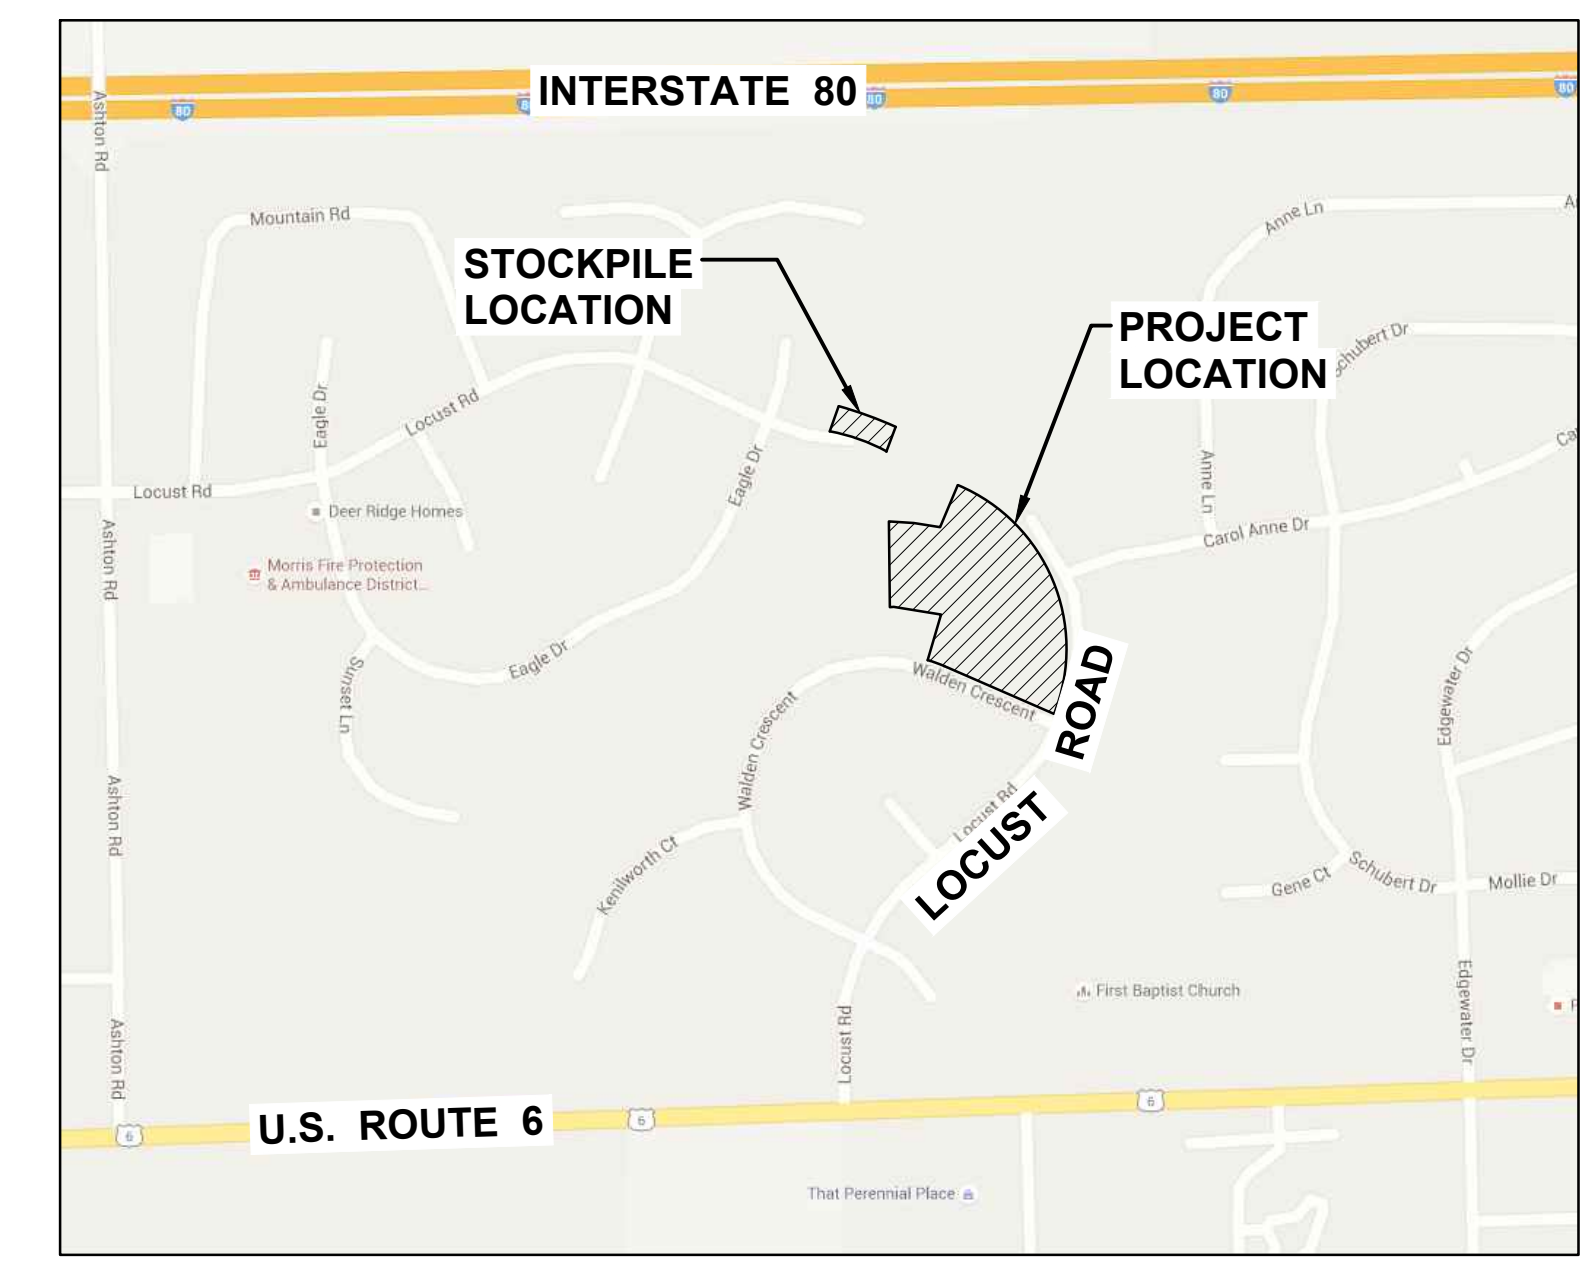 INTERSTATE 80
80
80
80
80
Ashton Rd
Mountain Rd
Anne Ln
STOCKPILE
LOCATION
PROJECT
LOCATION
Schubert Dr
Eagle Dr
Locust Rd
Eagle Dr
Anne Ln
Locust Rd
Deer Ridge Homes
Carol Anne Dr
Ashton Rd
Morris Fire Protection
& Ambulance District...
Eagle Dr
Sunset Ln
Walden Crescent
ROAD
Edgewater Dr
Walden Crescent
Ashton Rd
Locust Rd
LOCUST
Kenilworth Ct
Gene Ct
Schubert Dr
Mollie Dr
First Baptist Church
Edgewater Dr
Locust Rd
Ashton Rd
U.S. ROUTE 6
6
6
6
That Perennial Place